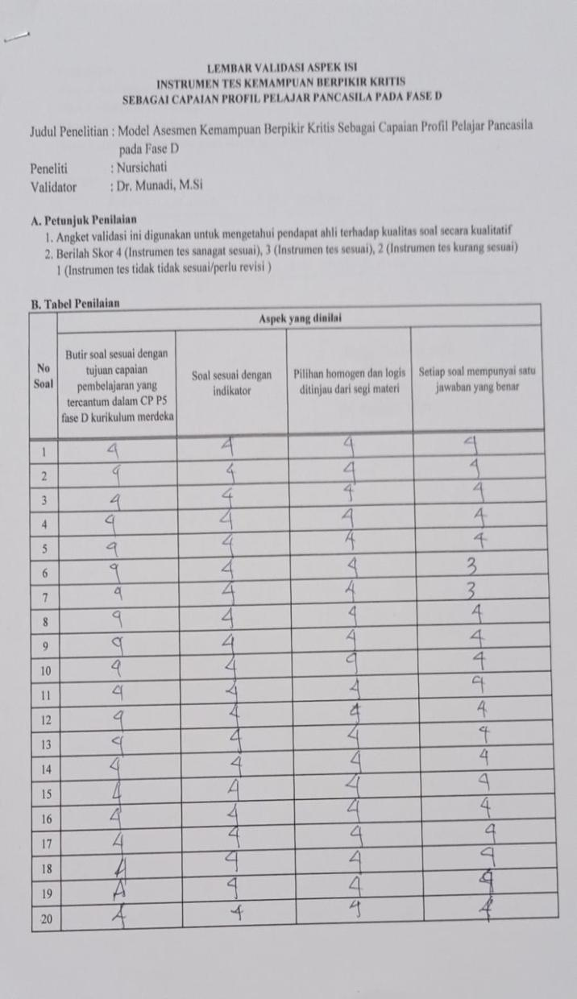 LEMBAR VALIDASI ASPEK ISI
INSTRUMEN TES KEMAMPUAN BERPIKIR KRITIS
SEBAGAI CAPAIAN PROFIL PELAJAR PANCASILA PADA FASE D
Judul Penelitian : Model Asesmen Kemampuan Berpikir Kritis Sebagai Capaian Profil Pelajar Pancasila
pada Fase D
Peneliti : Nursichati
Validator : Dr. Munadi, M.Si
A. Petunjuk Penilaian
1. Angket validasi ini digunakan untuk mengetahui pendapat ahli terhadap kualitas soal secara kualitatif
2. Berilah Skor 4 (Instrumen tes sanagat sesuai), 3 (Instrumen tes sesuai), 2 (Instrumen tes kurang sesuai)
1 (Instrumen tes tidak tidak sesuai/perlu revisi )
B. Tabel Penilaian
No Soal
Aspek yang dinilai
Butir soal sesuai dengan
tujuan capaian
pembelajaran yang
tercantum dalam CP P5
fase D kurikulum merdeka
Soal sesuai dengan
indikator
Pilihan homogen dan logis
ditinjau dari segi materi
Setiap soal mempunyai satu
jawaban yang benar
1 4 4 4 4
2 4 4 4 4
3 4 4 4 4
4 4 4 4 4
5 4 4 4 4
6 4 4 4 3
7 4 4 4 3
8 4 4 4 4
9 4 4 4 4
10 4 4 4 4
11 4 4 4 4
12 4 4 4 4
13 4 4 4 4
14 4 4 4 4
15 4 4 4 4
16 4 4 4 4
17 4 4 4 4
18 4 4 4 4
19 4 4 4 4
20 4 4 4 4